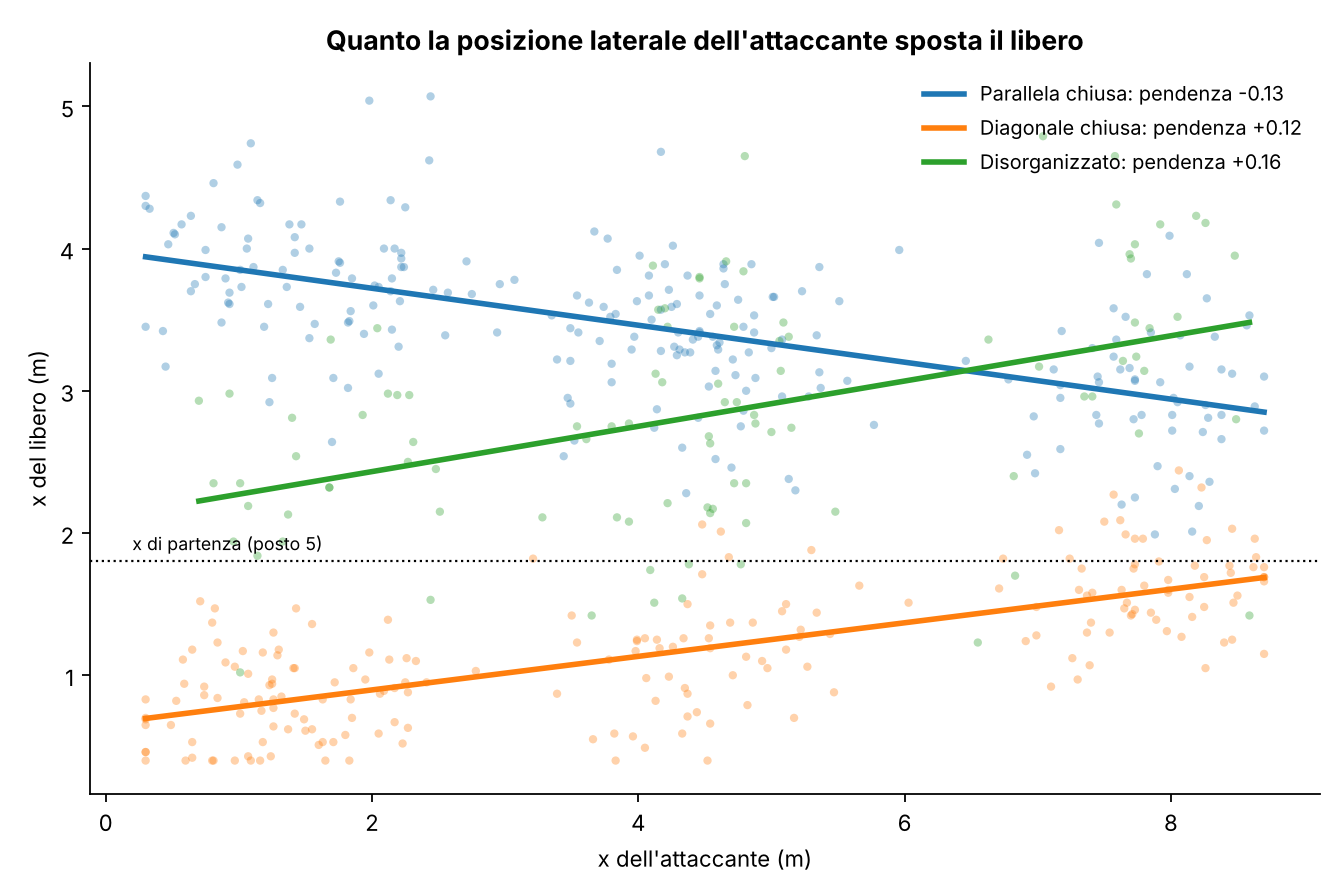 Quanto la posizione laterale dell'attaccante sposta il libero
Parallela chiusa: pendenza -0.13
Diagonale chiusa: pendenza +0.12
Disorganizzato: pendenza +0.16
x del libero (m)
5
4
3
2
1
x di partenza (posto 5)
0 2 4 6 8
x dell'attaccante (m)